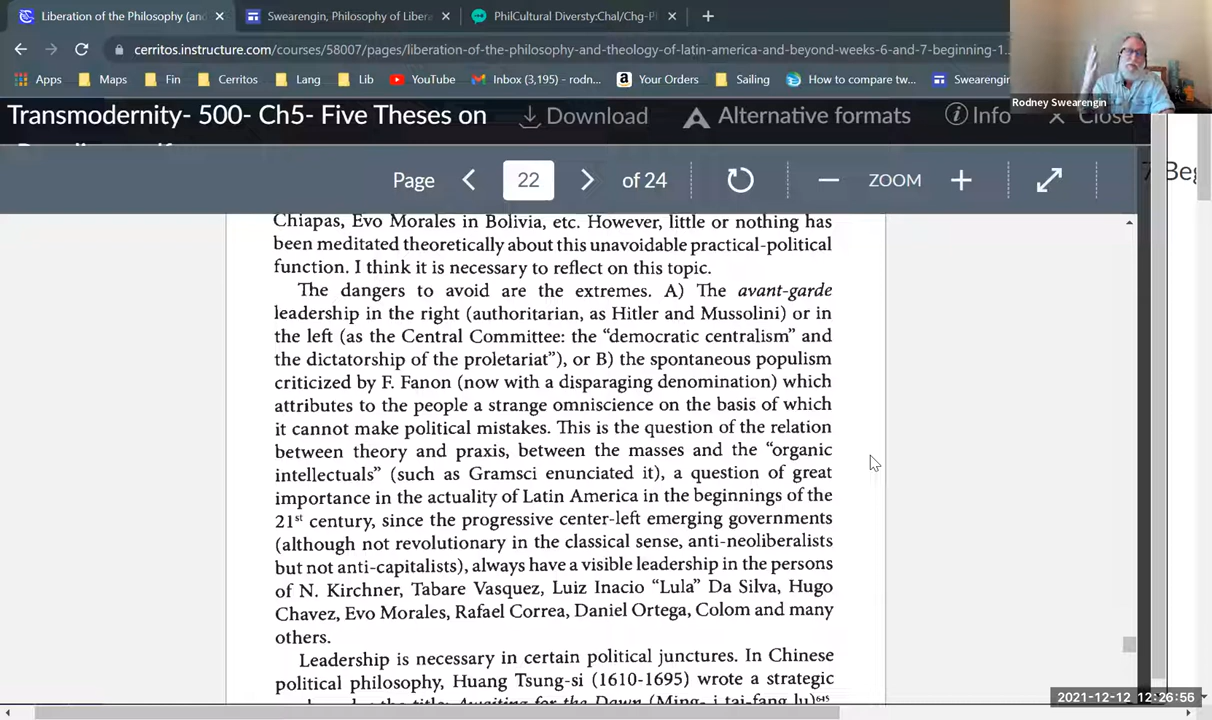 Liberation of the Philosophy (and
Swearengin, Philosophy of Libera
PhilCultural Diversty:Chal/Chg-P
cerritos.instructure.com/courses/58007/pages/liberation-of-the-philosophy-and-theology-of-latin-america-and-beyond-weeks-6-and-7-beginning-1...
Apps Maps Fin Cerritos Lang Lib YouTube Inbox (3,195) - rodn... Your Orders Sailing How to compare tw... Swearengin
Rodney Swearengin
Transmodernity- 500- Ch5- Five Theses on Download Alternative formats Info Close
Page 22 of 24 ZOOM
7 Beg
Chiapas, Evo Morales in Bolivia, etc. However, little or nothing has
been meditated theoretically about this unavoidable practical-political
function. I think it is necessary to reflect on this topic.
The dangers to avoid are the extremes. A) The avant-garde
leadership in the right (authoritarian, as Hitler and Mussolini) or in
the left (as the Central Committee: the “democratic centralism” and
the dictatorship of the proletariat”), or B) the spontaneous populism
criticized by F. Fanon (now with a disparaging denomination) which
attributes to the people a strange omniscience on the basis of which
it cannot make political mistakes. This is the question of the relation
between theory and praxis, between the masses and the “organic
intellectuals” (such as Gramsci enunciated it), a question of great
importance in the actuality of Latin America in the beginnings of the
21st century, since the progressive center-left emerging governments
(although not revolutionary in the classical sense, anti-neoliberalists
but not anti-capitalists), always have a visible leadership in the persons
of N. Kirchner, Tabare Vasquez, Luiz Inacio “Lula” Da Silva, Hugo
Chavez, Evo Morales, Rafael Correa, Daniel Ortega, Colom and many
others.
Leadership is necessary in certain political junctures. In Chinese
political philosophy, Huang Tsung-si (1610-1695) wrote a strategic
2021-12-12 12:26:56